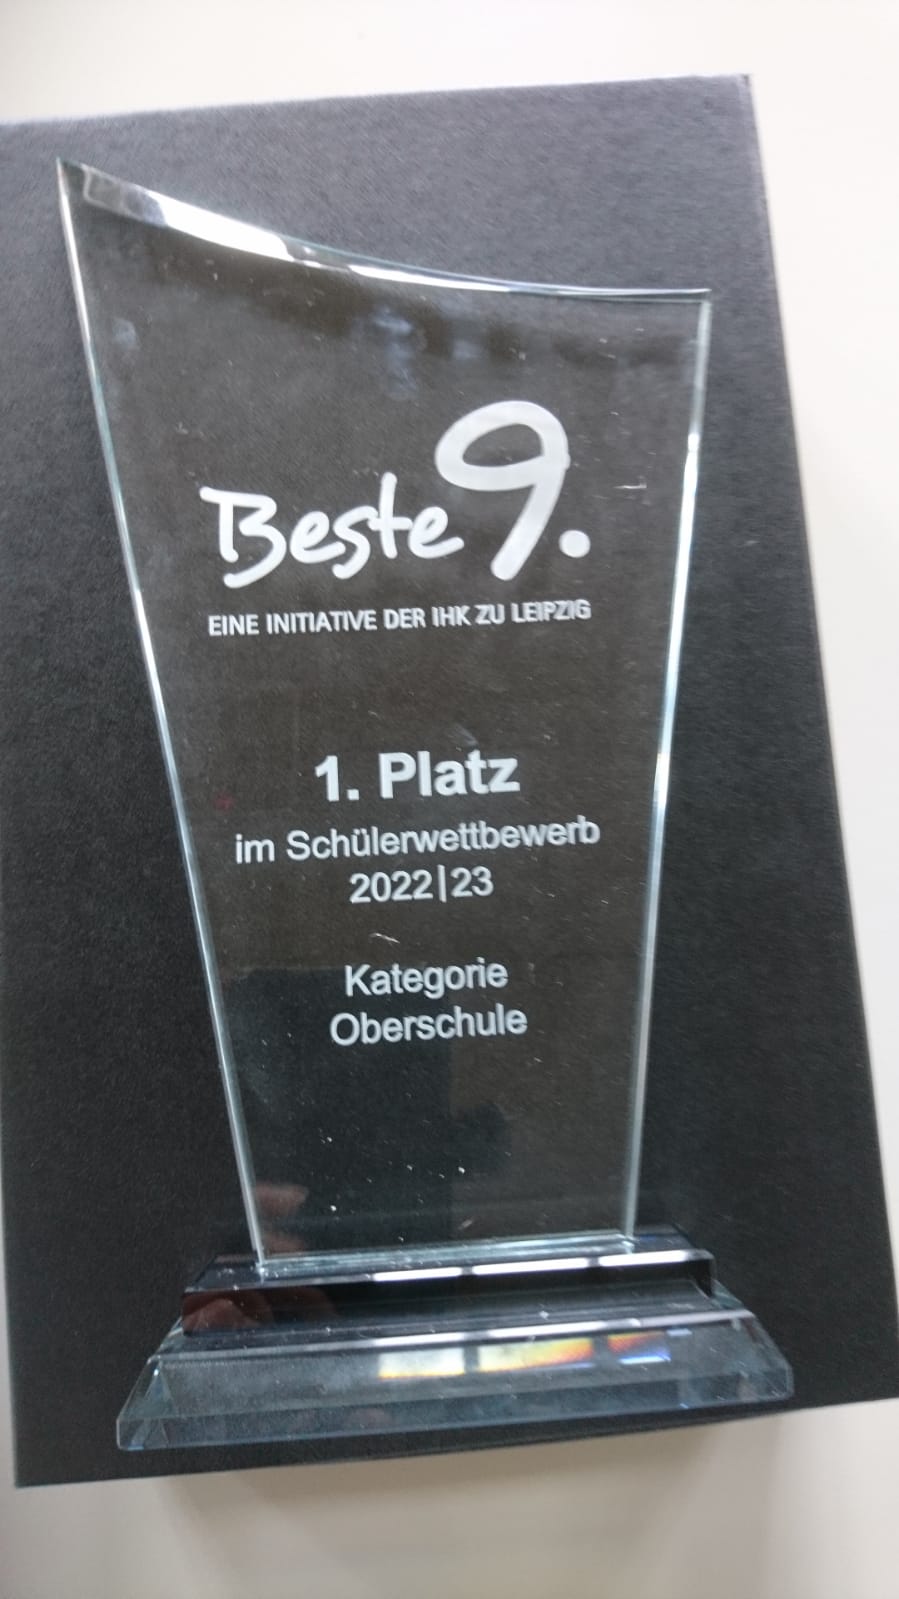 Beste 9.
EINE INITIATIVE DER IHK ZU LEIPZIG
1. Platz
im Schülerwettbewerb
2022|23
Kategorie
Oberschule